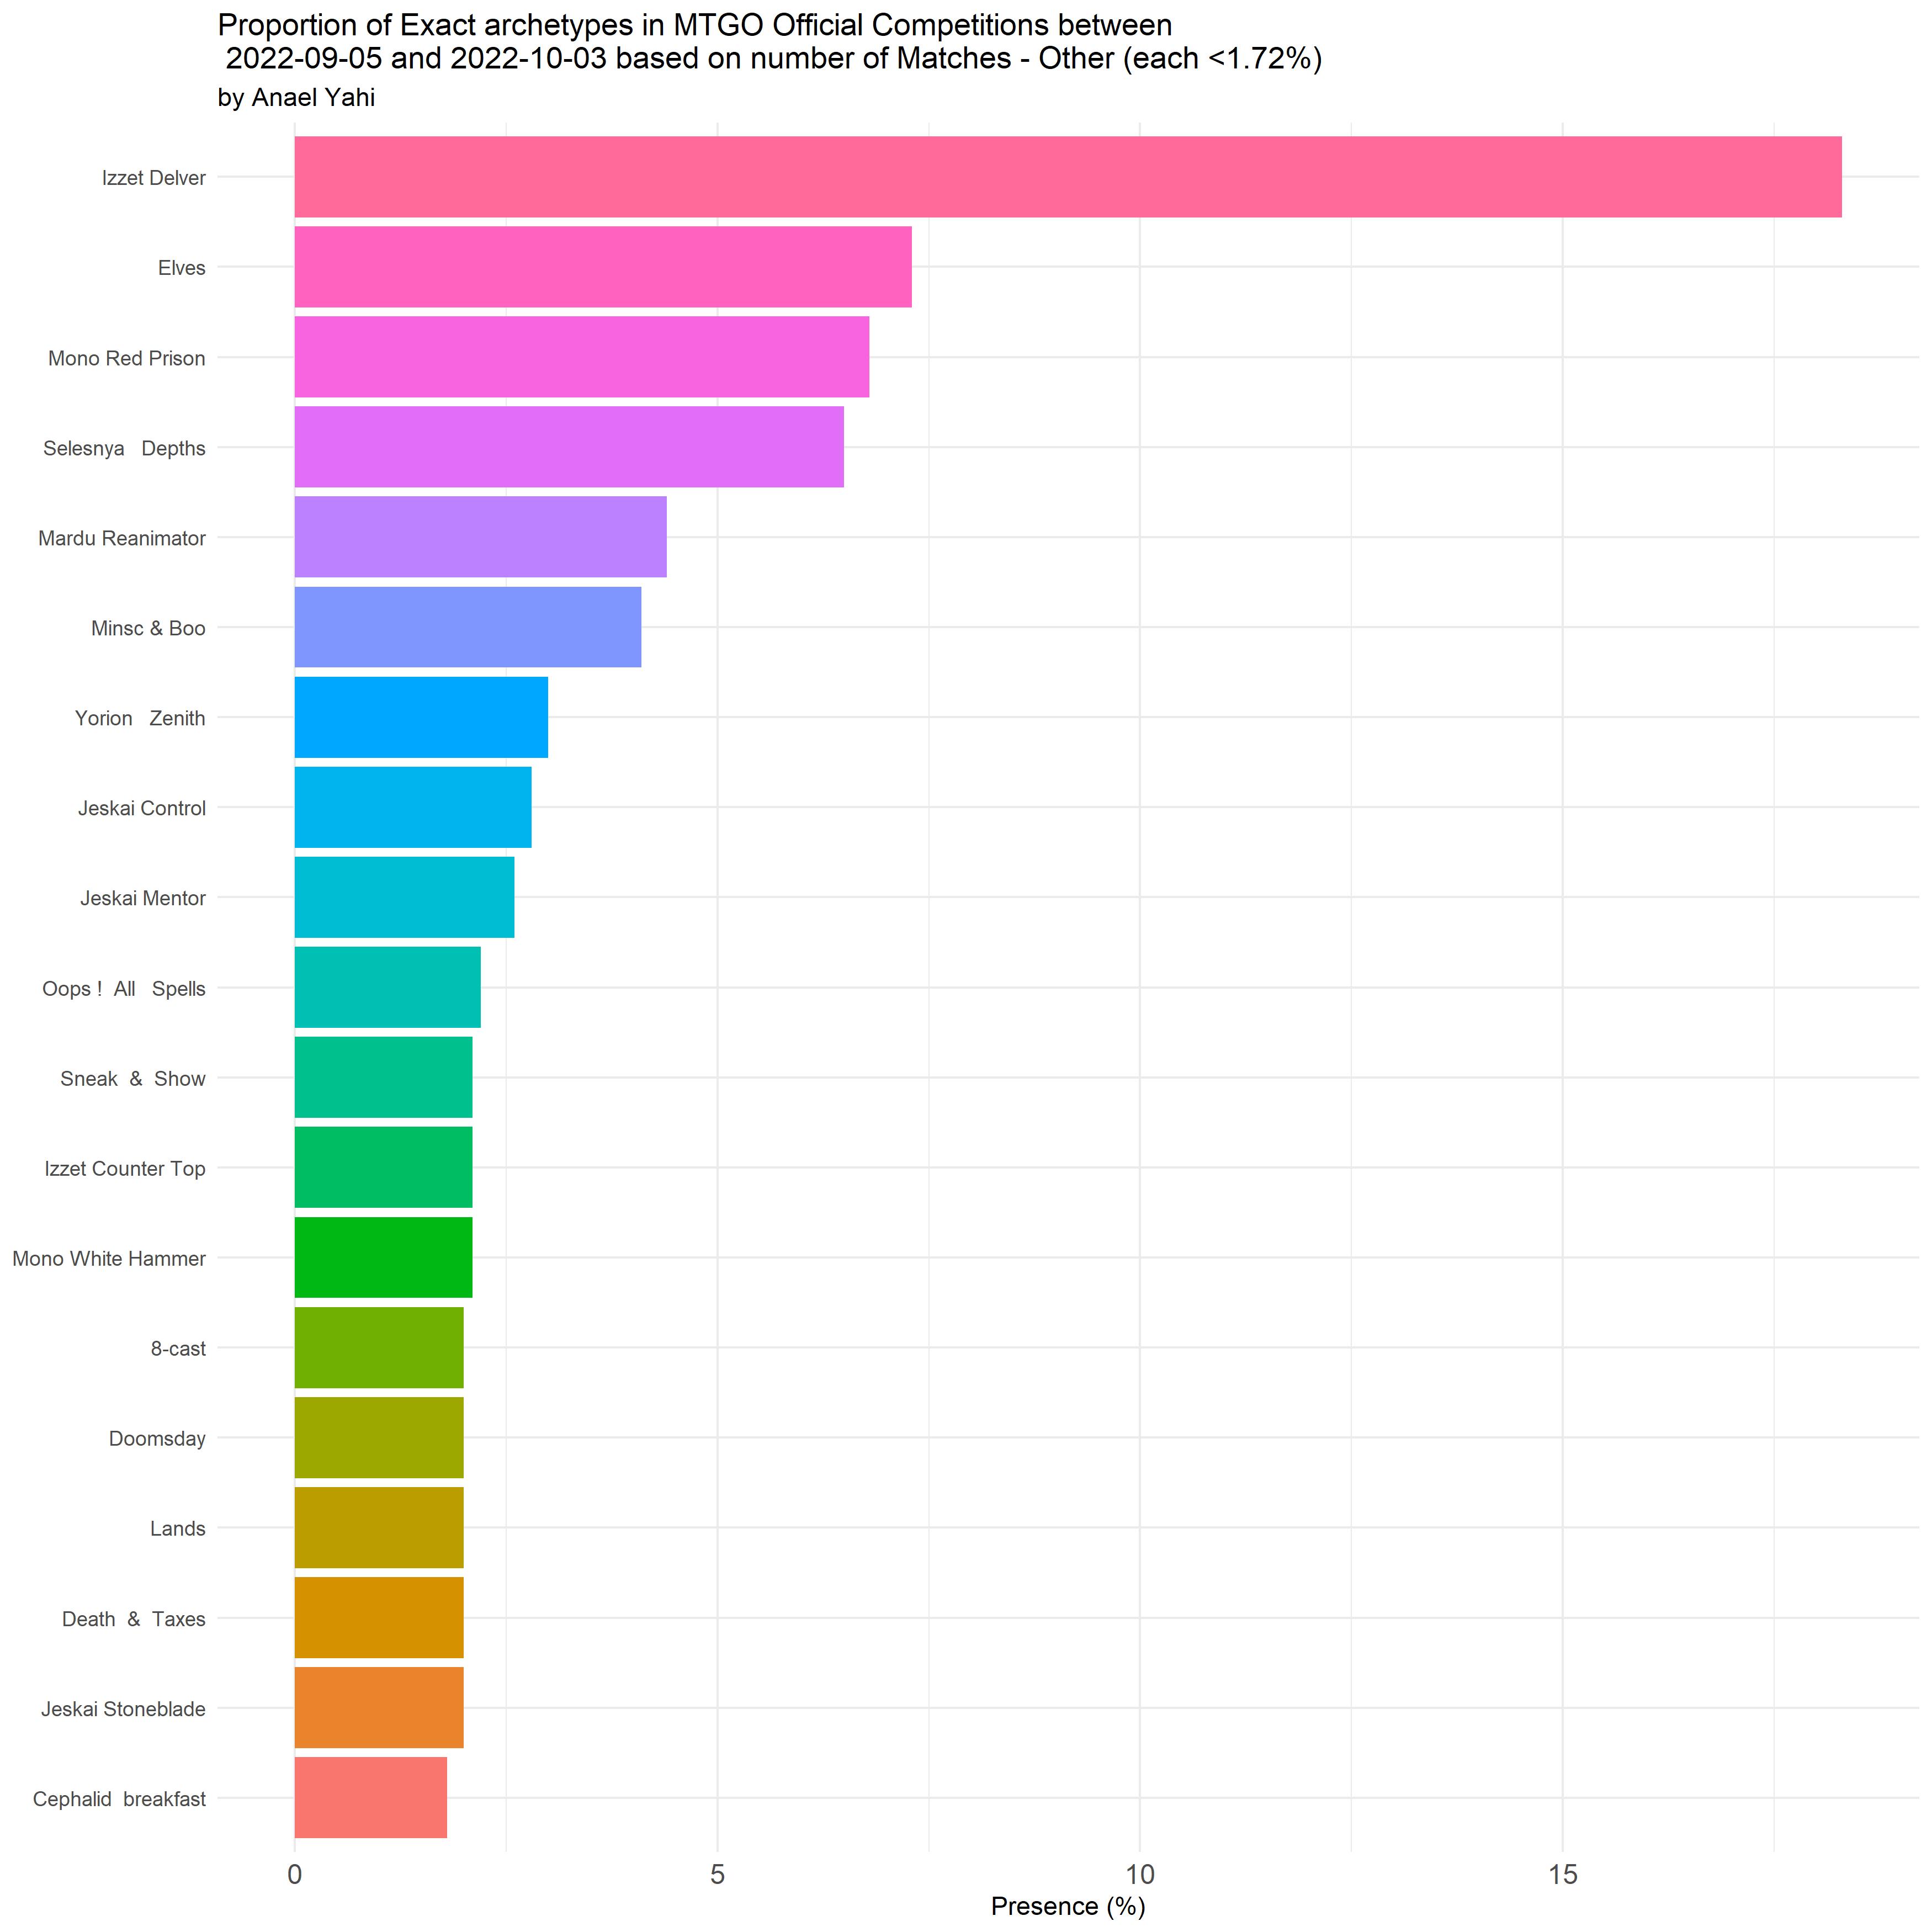 Proportion of Exact archetypes in MTGO Official Competitions between
2022-09-05 and 2022-10-03 based on number of Matches - Other (each <1.72%)
by Anael Yahi
Izzet Delver
Elves
Mono Red Prison
Selesnya   Depths
Mardu Reanimator
Minsc & Boo
Yorion   Zenith
Jeskai Control
Jeskai Mentor
Oops !  All   Spells
Sneak  &  Show
Izzet Counter Top
Mono White Hammer
8-cast
Doomsday
Lands
Death  &  Taxes
Jeskai Stoneblade
Cephalid  breakfast
0 5 10 15
Presence (%)